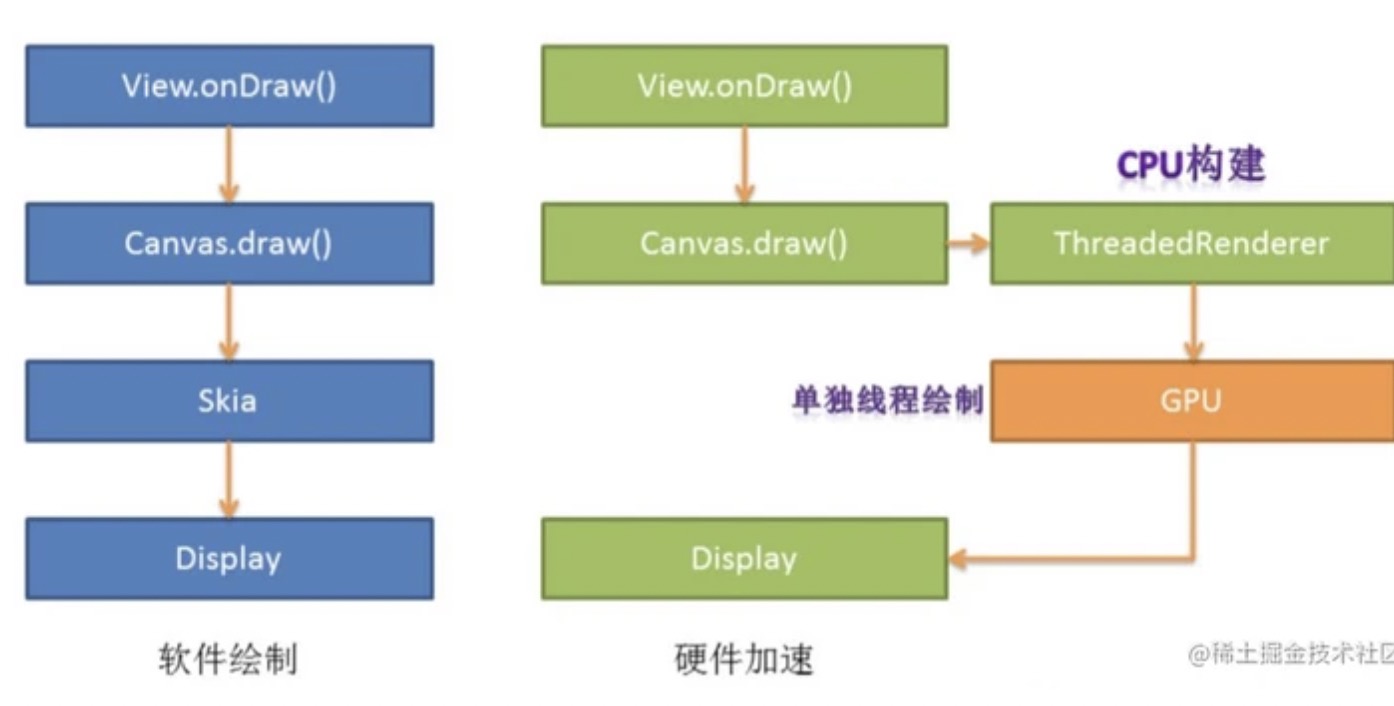 View.onDraw()
Canvas.draw()
Skia
Display
软件绘制
View.onDraw()
Canvas.draw()
CPU构建
ThreadedRenderer
单独线程绘制
GPU
Display
硬件加速
@稀土掘金技术社区